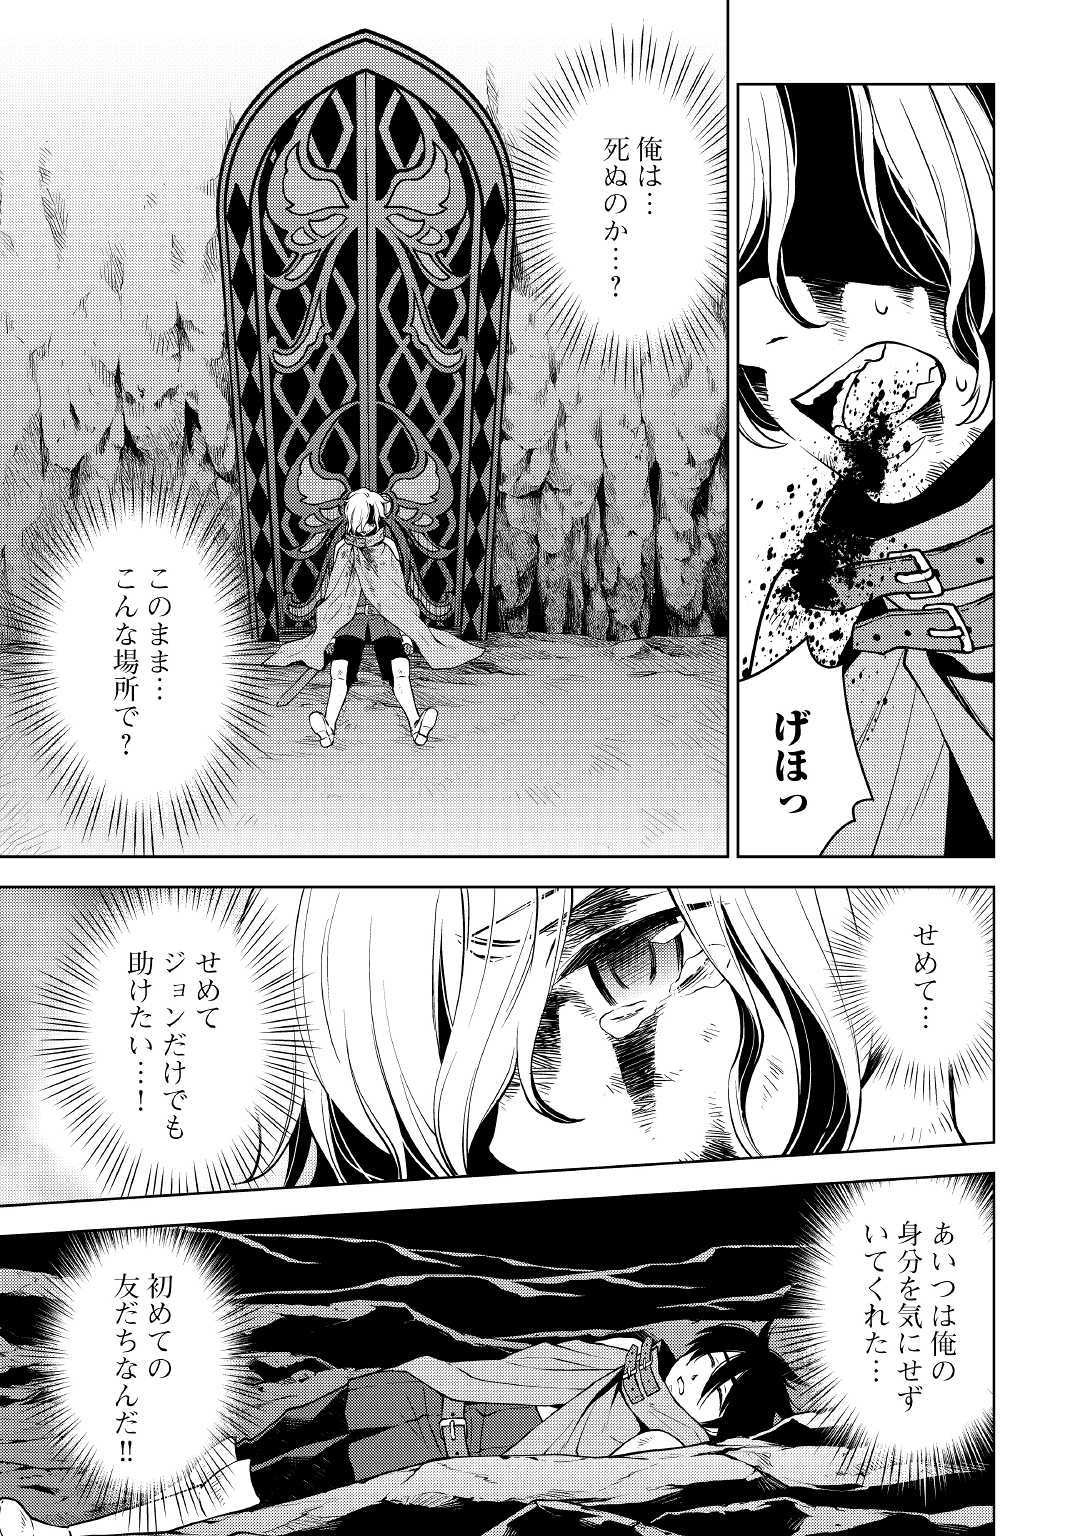 げほっ
俺は…
死ぬのか…？
このまま…
こんな場所で？
せめて…
せめて
ジョンだけでも
助けたい…！
あいつは俺の
身分を気にせず
いてくれた…
初めての
友だちなんだ!!